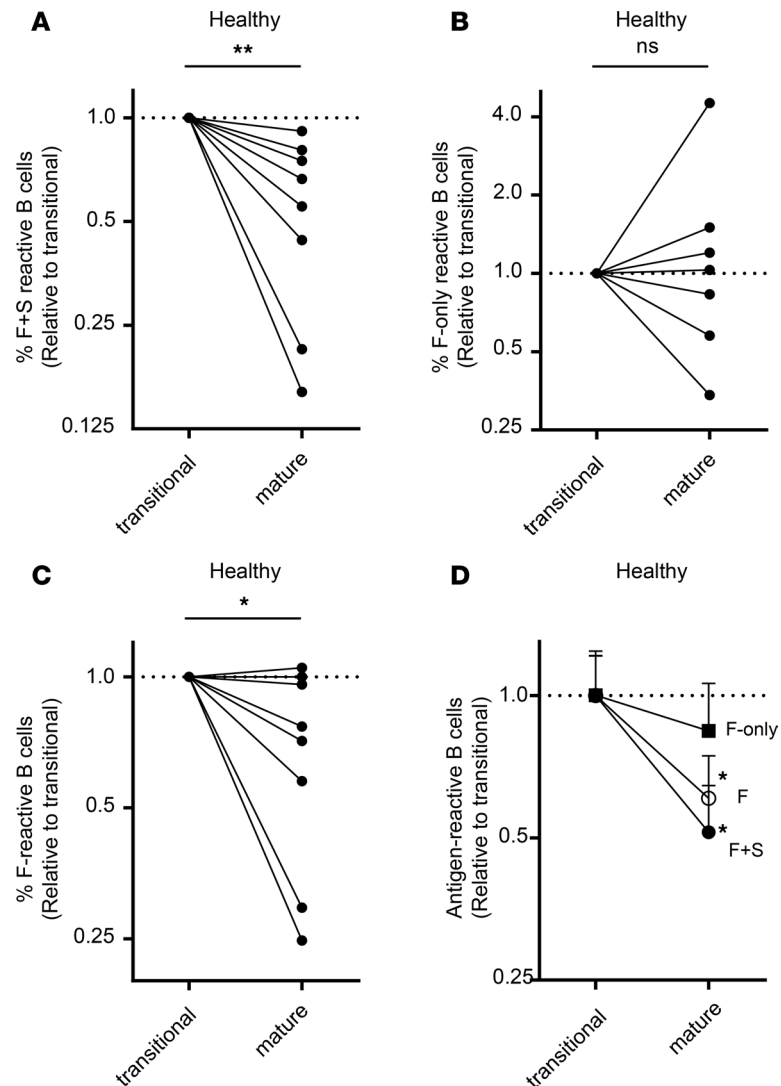 A
Healthy
**
% F+S reactive B cells
(Relative to transitional)
1.0
0.5
0.25
0.125
transitional
mature
B
Healthy
ns
% F-only reactive B cells
(Relative to transitional)
4.0
2.0
1.0
0.5
0.25
transitional
mature
C
Healthy
*
% F-reactive B cells
(Relative to transitional)
1.0
0.5
0.25
transitional
mature
D
Healthy
Antigen-reactive B cells
(Relative to transitional)
1.0
0.5
0.25
F-only
* F
* F+S
transitional
mature